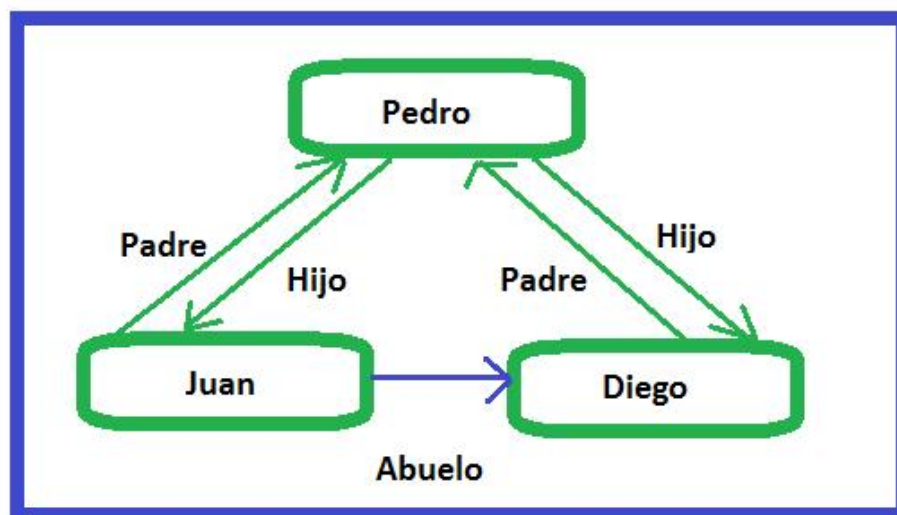 Pedro
Padre
Hijo
Padre
Hijo
Juan
Diego
Abuelo